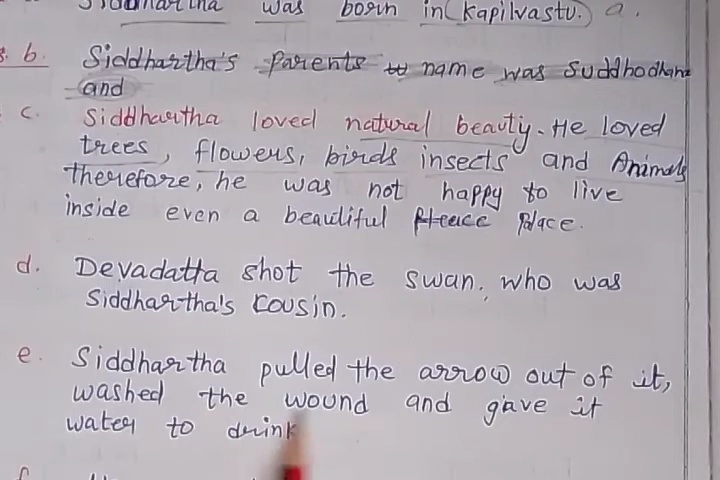 Siddhartha was born in Kapilvastu. a.
b. Siddhartha's parents name was Suddhodhana
and
c. Siddhartha loved natural beauty. He loved
trees, flowers, birds insects and Animals
therefore, he was not happy to live
inside even a beautiful place.
d. Devadatta shot the swan. who was
Siddhartha's cousin.
e. Siddhartha pulled the arrow out of it,
washed the wound and gave it
water to drink